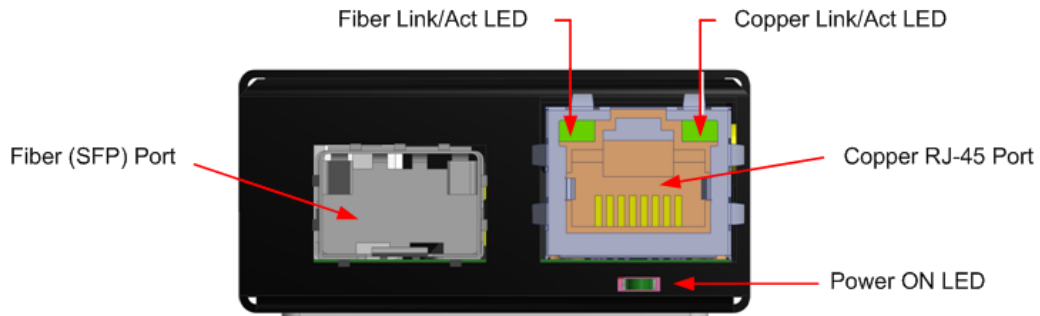 Fiber Link/Act LED
Copper Link/Act LED
Fiber (SFP) Port
Copper RJ-45 Port
Power ON LED